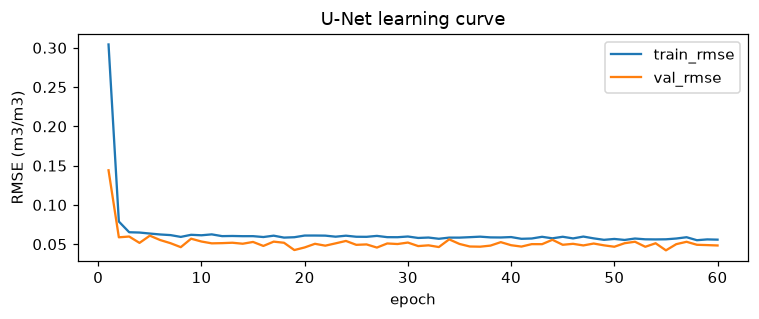 U-Net learning curve
RMSE (m3/m3)
0.30
0.25
0.20
0.15
0.10
0.05
train_rmse
val_rmse
0 10 20 30 40 50 60
epoch